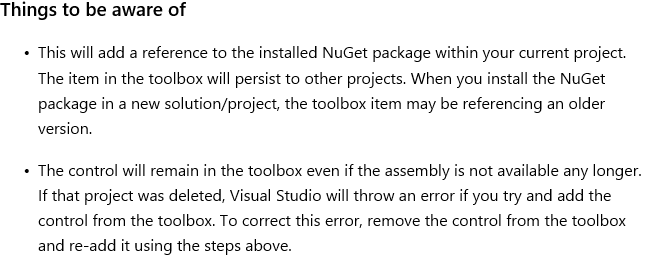 Things to be aware of
• This will add a reference to the installed NuGet package within your current project.
The item in the toolbox will persist to other projects. When you install the NuGet
package in a new solution/project, the toolbox item may be referencing an older
version.
• The control will remain in the toolbox even if the assembly is not available any longer.
If that project was deleted, Visual Studio will throw an error if you try and add the
control from the toolbox. To correct this error, remove the control from the toolbox
and re-add it using the steps above.